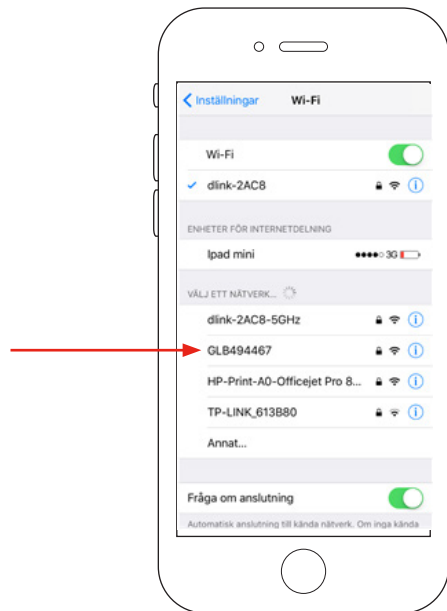 Inställningar Wi-Fi
Wi-Fi
dlink-2AC8
ENHETER FÖR INTERNETDELNING
Ipad mini 3G
VÄLJ ETT NÄTVERK...
dlink-2AC8-5GHz
GLB494467
HP-Print-A0-Officejet Pro 8...
TP-LINK_613B80
Annat...
Fråga om anslutning
Automatisk anslutning till kända nätverk. Om inga kända